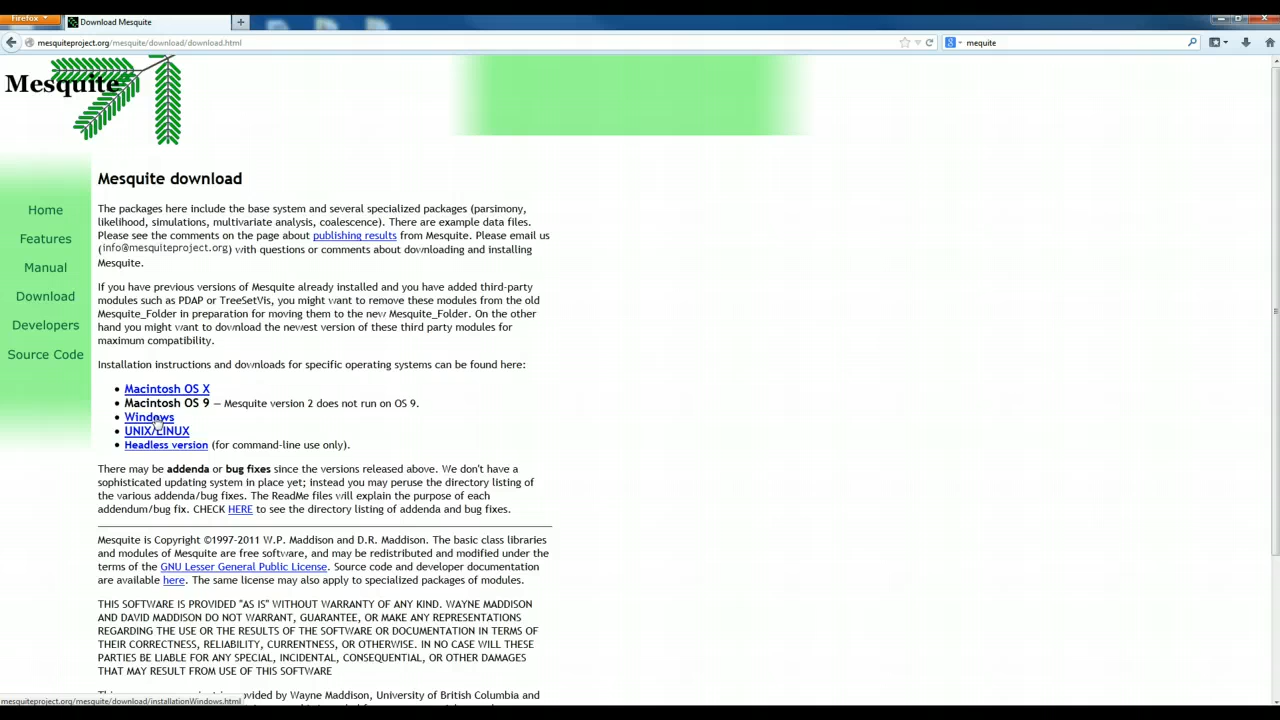 Firefox
Download Mesquite
mesquiteproject.org/mesquite/download/download.html
mequite
Mesquite
Home
Features
Manual
Download
Developers
Source Code
Mesquite download
The packages here include the base system and several specialized packages (parsimony,
likelihood, simulations, multivariate analysis, coalescence). There are example data files.
Please see the comments on the page about publishing results from Mesquite. Please email us
(info@mesquiteproject.org) with questions or comments about downloading and installing
Mesquite.
If you have previous versions of Mesquite already installed and you have added third-party
modules such as PDAP or TreeSetVis, you might want to remove these modules from the old
Mesquite_Folder in preparation for moving them to the new Mesquite_Folder. On the other
hand you might want to download the newest version of these third party modules for
maximum compatibility.
Installation instructions and downloads for specific operating systems can be found here:
• Macintosh OS X
• Macintosh OS 9 — Mesquite version 2 does not run on OS 9.
• Windows
• UNIX/LINUX
• Headless version (for command-line use only).
There may be addenda or bug fixes since the versions released above. We don't have a
sophisticated updating system in place yet; instead you may peruse the directory listing of
the various addenda/bug fixes. The ReadMe files will explain the purpose of each
addendum/bug fix. CHECK HERE to see the directory listing of addenda and bug fixes.
Mesquite is Copyright ©1997-2011 W.P. Maddison and D.R. Maddison. The basic class libraries
and modules of Mesquite are free software, and may be redistributed and modified under the
terms of the GNU Lesser General Public License. Source code and developer documentation
are available here. The same license may also apply to specialized packages of modules.
THIS SOFTWARE IS PROVIDED "AS IS" WITHOUT WARRANTY OF ANY KIND. WAYNE MADDISON
AND DAVID MADDISON DO NOT WARRANT, GUARANTEE, OR MAKE ANY REPRESENTATIONS
REGARDING THE USE OR THE RESULTS OF THE SOFTWARE OR DOCUMENTATION IN TERMS OF
THEIR CORRECTNESS, RELIABILITY, CURRENTNESS, OR OTHERWISE. IN NO CASE WILL THESE
PARTIES BE LIABLE FOR ANY SPECIAL, INCIDENTAL, CONSEQUENTIAL, OR OTHER DAMAGES
THAT MAY RESULT FROM USE OF THIS SOFTWARE
ovided by Wayne Maddison, University of British Columbia and
mesquiteproject.org/mesquite/download/installationWindows.html